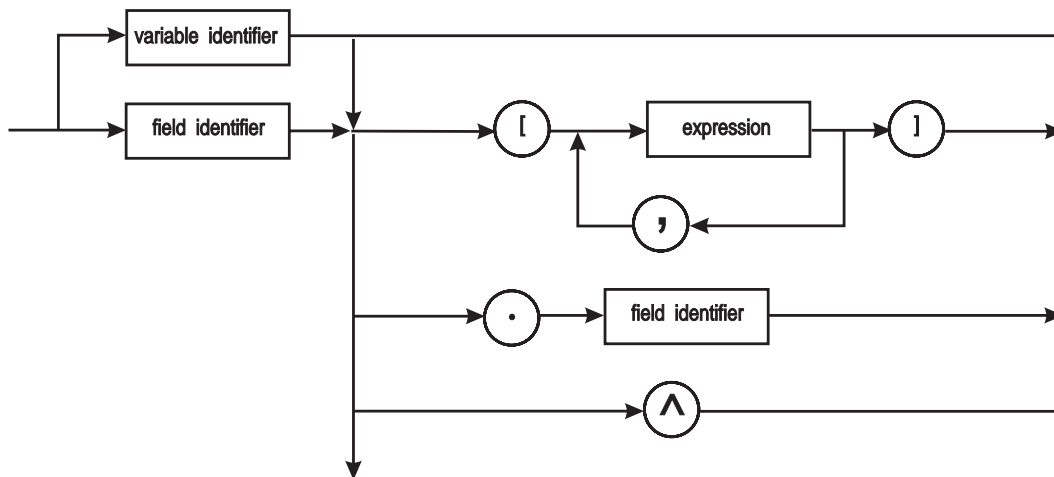 variable identifier
field identifier
[
expression
]
,
.
field identifier
^